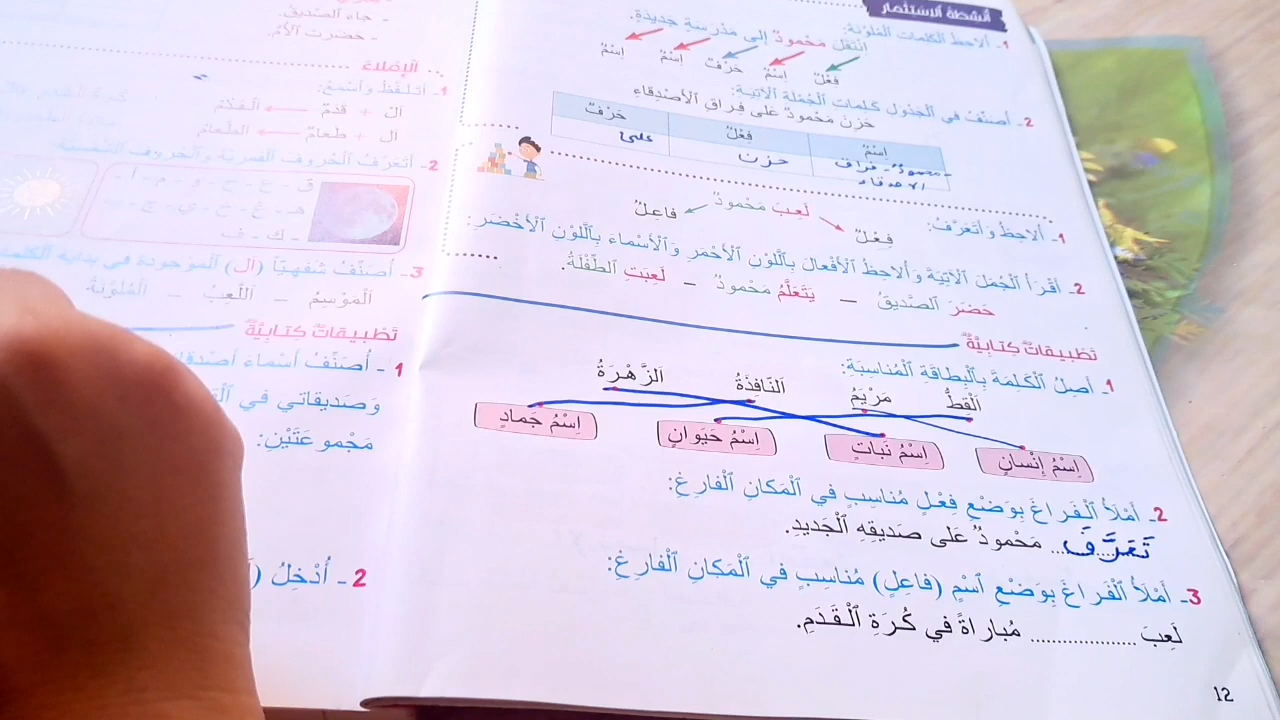 أنشطة الاستثمار
1- ألاحظ الكلمات الملونة:
انتقل محمود إلى مدرسة جديدة.
فعل اسم حرف اسم اسم
2- أصنف في الجدول كلمات الجملة الآتية:
حزن محمود على فراق الأصدقاء
اسم فعل حرف
محمود - فراق حزن على
الأصدقاء
1- ألاحظ وأتعرف:
لعب محمود
فعل فاعل
2- أقرأ الجمل الآتية وألاحظ الأفعال باللون الأحمر والأسماء باللون الأخضر:
حضر الصديق – يتعلم محمود – لعبت الطفلة.
تطبيقات كتابية
1- أصل الكلمة بالبطاقة المناسبة:
القط مريم النافذة الزهرة
اسم إنسان اسم نبات اسم حيوان اسم جماد
2- أملأ الفراغ بوضع فعل مناسب في المكان الفارغ:
تَعَرَّفَ محمود على صديقه الجديد.
3- أملأ الفراغ بوضع اسم (فاعل) مناسب في المكان الفارغ:
لعب .................... مباراة في كرة القدم.
12
- جاء الصديق.
- حضرت الأم.
الإملاء
1- أتلفظ وأسمع:
ال + قدم القدم
ال + طعام الطعام
2- أتعرف الحروف القمرية والحروف الشمسية
3- أصنف شفهيا (ال) الموجودة في بداية الكلمة
الموسم – اللعب – الملونة
تطبيقات كتابية
1- أصنف أسماء
وصديقاتي في
مجموعتين:
2- أدخل